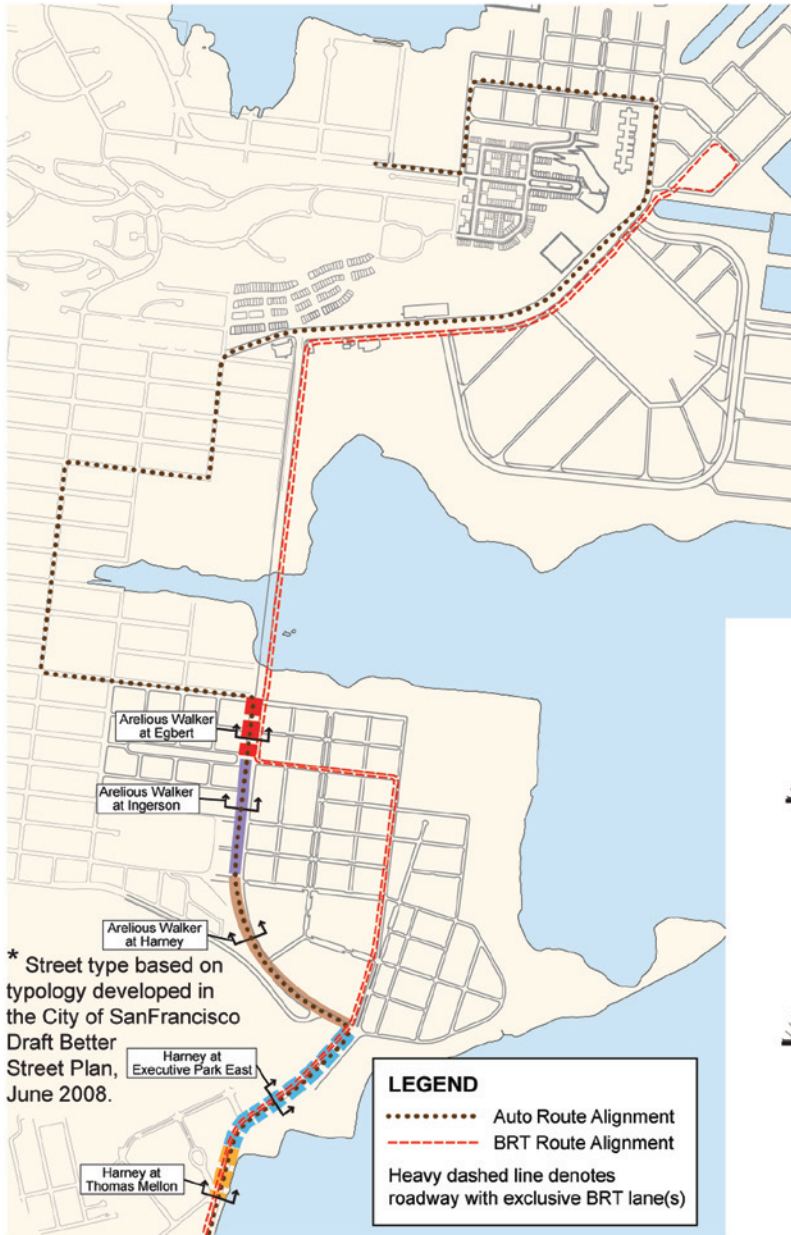 Arelious Walker
at Egbert
Arelious Walker
at Ingerson
Arelious Walker
at Harney
* Street type based on
typology developed in
the City of SanFrancisco
Draft Better
Street Plan,
June 2008.
Harney at
Executive Park East
Harney at
Thomas Mellon
LEGEND
Auto Route Alignment
BRT Route Alignment
Heavy dashed line denotes
roadway with exclusive BRT lane(s)